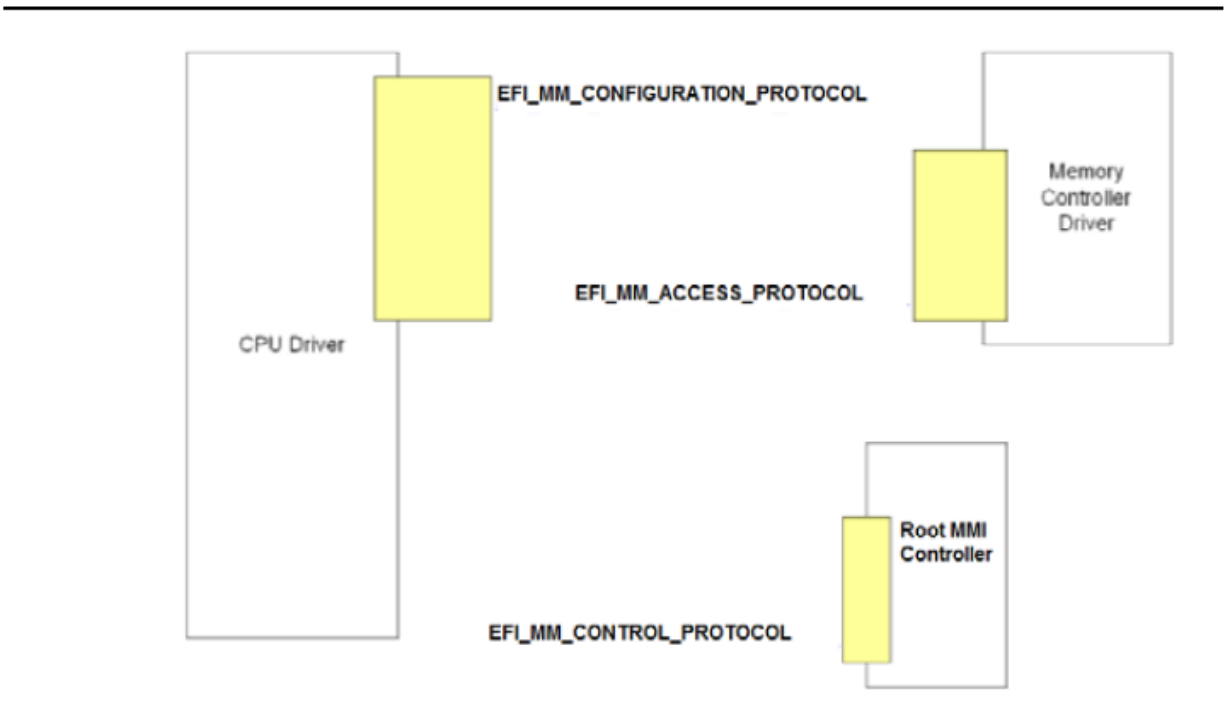 EFI_MM_CONFIGURATION_PROTOCOL
Memory
Controller
Driver
EFI_MM_ACCESS_PROTOCOL
CPU Driver
Root MMI
Controller
EFI_MM_CONTROL_PROTOCOL